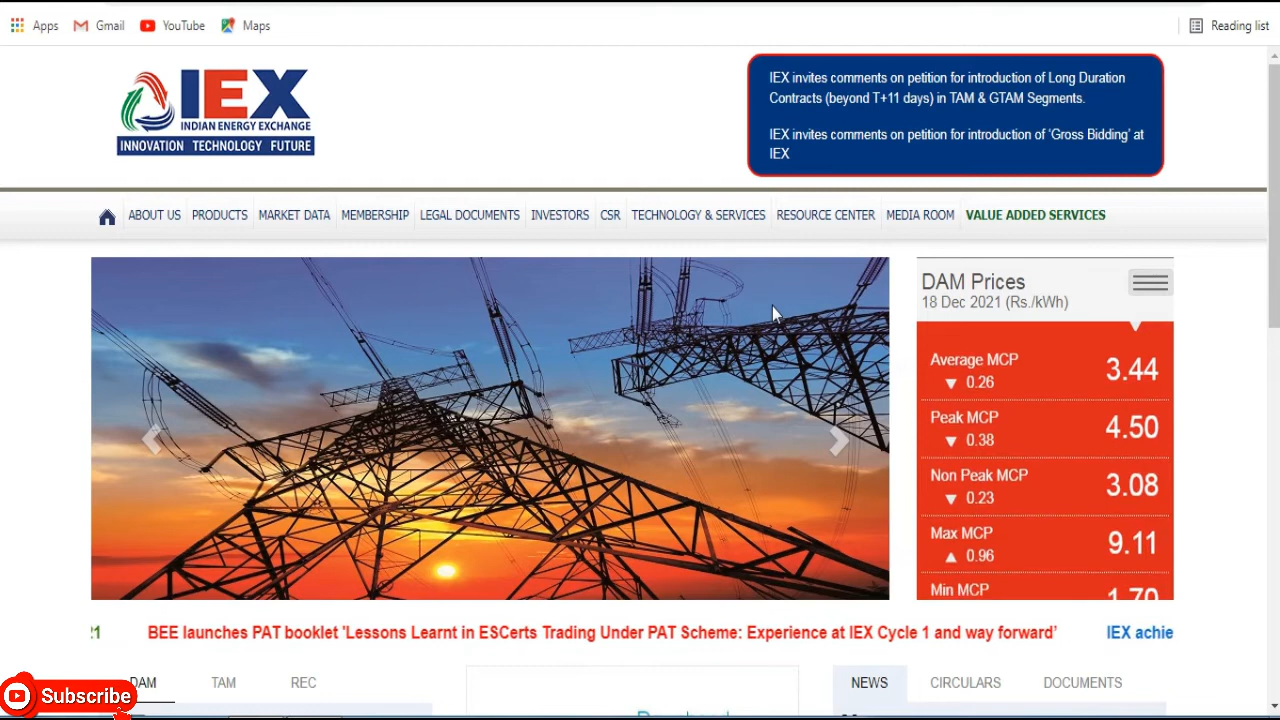 Apps Gmail YouTube Maps Reading list
IEX
INDIAN ENERGY EXCHANGE
INNOVATION TECHNOLOGY FUTURE
IEX invites comments on petition for introduction of Long Duration
Contracts (beyond T+11 days) in TAM & GTAM Segments.
IEX invites comments on petition for introduction of 'Gross Bidding' at
IEX
ABOUT US PRODUCTS MARKET DATA MEMBERSHIP LEGAL DOCUMENTS INVESTORS CSR TECHNOLOGY & SERVICES RESOURCE CENTER MEDIA ROOM VALUE ADDED SERVICES
DAM Prices
18 Dec 2021 (Rs./kWh)
Average MCP 3.44
▼ 0.26
Peak MCP 4.50
▼ 0.38
Non Peak MCP 3.08
▼ 0.23
Max MCP 9.11
▲ 0.96
Min MCP 1.70
21 BEE launches PAT booklet 'Lessons Learnt in ESCerts Trading Under PAT Scheme: Experience at IEX Cycle 1 and way forward' IEX achie
DAM TAM REC
NEWS CIRCULARS DOCUMENTS
Subscribe